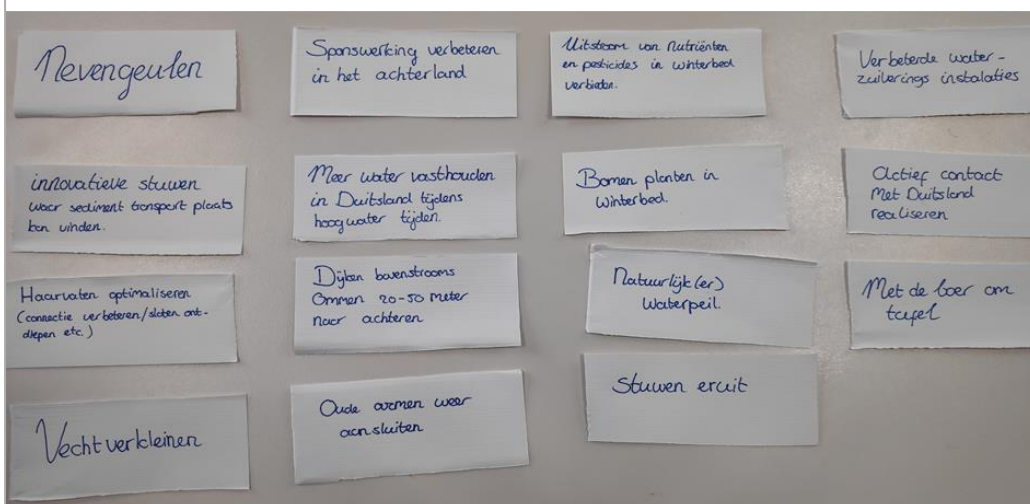 Nevengeulen
Sponswerking verbeteren
in het achterland
Uitstroom van Nutriënten
en pesticides in winterbed
verbieden.
Verbeterde water-
zuiverings instalaties
innovatieve stuwen
waar sediment transport plaats
kan vinden.
Meer water vasthouden
in Duitsland tijdens
hoogwater tijden.
Bomen planten in
winterbed.
Actief contact
Met Duitsland
realiseren
Haarvaten optimaliseren
(connectie verbeteren/sloten ont-
diepen etc.)
Dijken bovenstrooms
Ommen 20-50 meter
naar achteren
Natuurlijk(er)
Waterpeil.
Met de boer om
tafel
Vecht verkleinen
Oude armen weer
aansluiten
Stuwen eruit